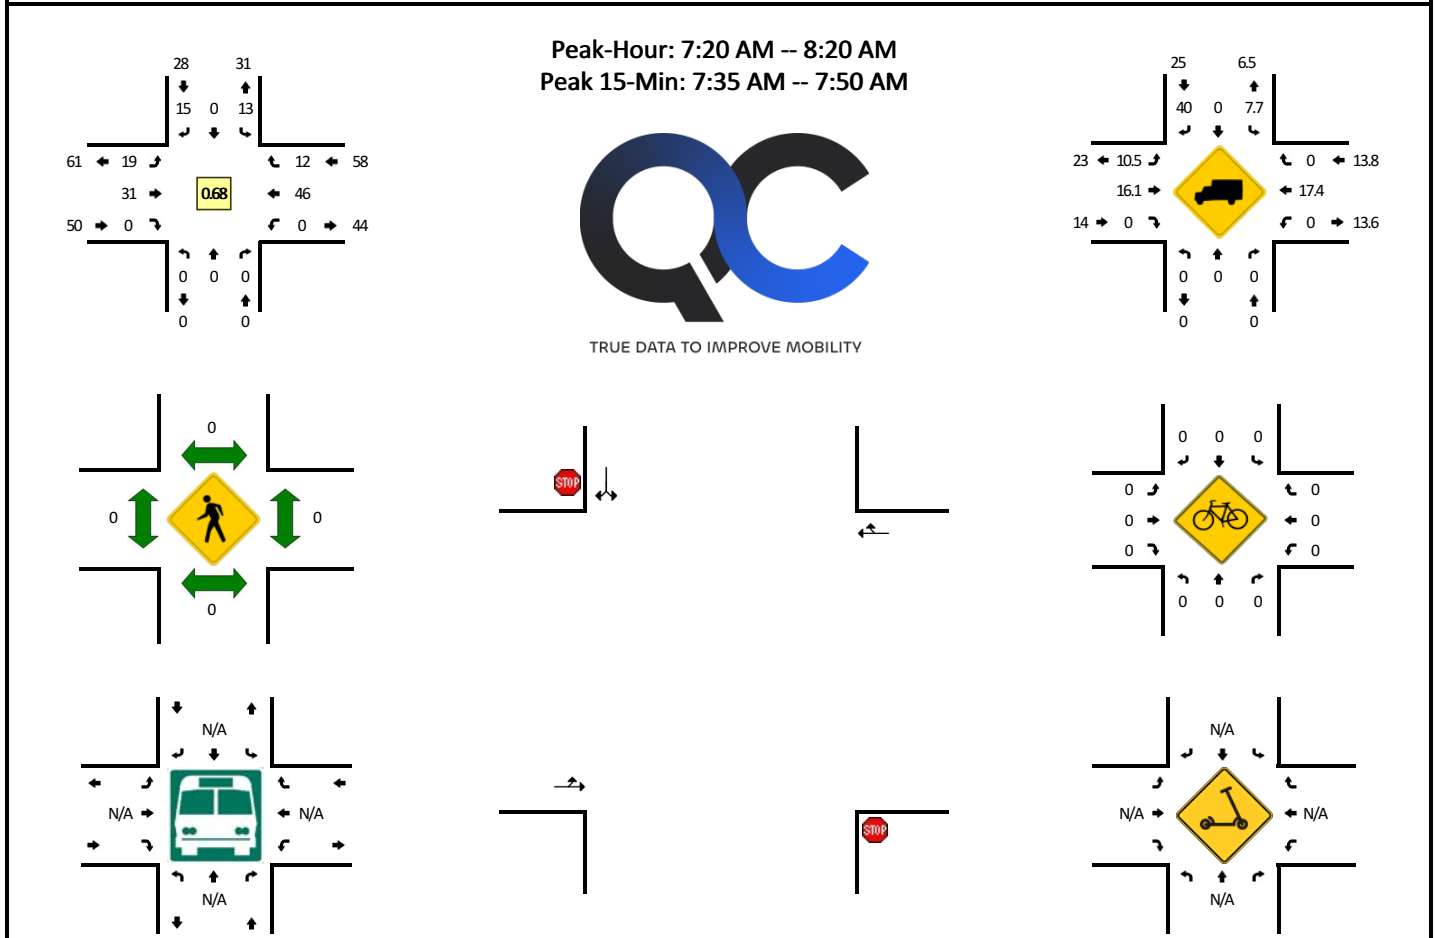 Peak-Hour: 7:20 AM -- 8:20 AM
Peak 15-Min: 7:35 AM -- 7:50 AM
28 31
15 0 13
61 19 12 58
31 0.68 46
50 0 0 44
0 0 0
0 0
QC
TRUE DATA TO IMPROVE MOBILITY
25 6.5
40 0 7.7
23 10.5 0 13.8
16.1 17.4
14 0 0 13.6
0 0 0
0 0
0
0 0
0
STOP
STOP
0 0 0
0 0
0 0
0 0
0 0 0
N/A
N/A N/A
N/A
N/A
N/A N/A
N/A